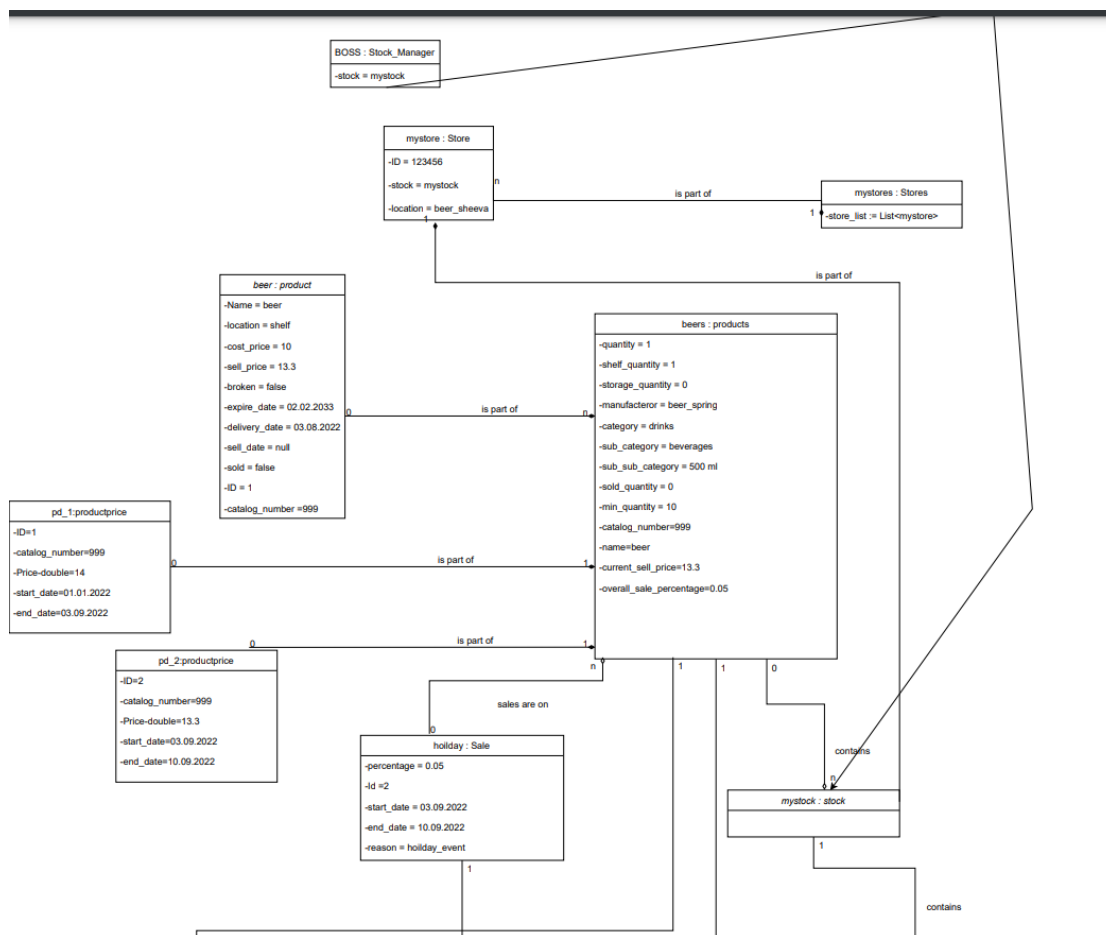 BOSS : Stock_Manager
-stock = mystock
mystore : Store
-ID = 123456
-stock = mystock
-location = beer_sheeva
n
1
is part of
1
mystores : Stores
-store_list := List<mystore>
is part of
beer : product
-Name = beer
-location = shelf
-cost_price = 10
-sell_price = 13.3
-broken = false
-expire_date = 02.02.2033
-delivery_date = 03.08.2022
-sell_date = null
-sold = false
-ID = 1
-catalog_number =999
0
is part of
n
beers : products
-quantity = 1
-shelf_quantity = 1
-storage_quantity = 0
-manufacteror = beer_spring
-category = drinks
-sub_category = beverages
-sub_sub_category = 500 ml
-sold_quantity = 0
-min_quantity = 10
-catalog_number=999
-name=beer
-current_sell_price=13.3
-overall_sale_percentage=0.05
pd_1:productprice
-ID=1
-catalog_number=999
-Price-double=14
-start_date=01.01.2022
-end_date=03.09.2022
0
is part of
1
0
is part of
1
pd_2:productprice
-ID=2
-catalog_number=999
-Price-double=13.3
-start_date=03.09.2022
-end_date=10.09.2022
n
1
1
0
sales are on
0
hoilday : Sale
-percentage = 0.05
-Id =2
-start_date = 03.09.2022
-end_date = 10.09.2022
-reason = hoilday_event
1
contains
n
mystock : stock
1
contains